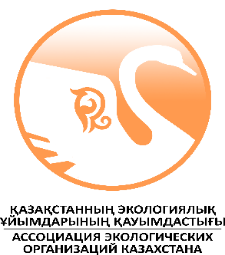 ҚАЗАҚСТАННЫҢ ЭКОЛОГИЯЛЫҚ
ҰЙЫМДАРЫНЫҢ ҚАУЫМДАСТЫҒЫ
АССОЦИАЦИЯ ЭКОЛОГИЧЕСКИХ
ОРГАНИЗАЦИЙ КАЗАХСТАНА